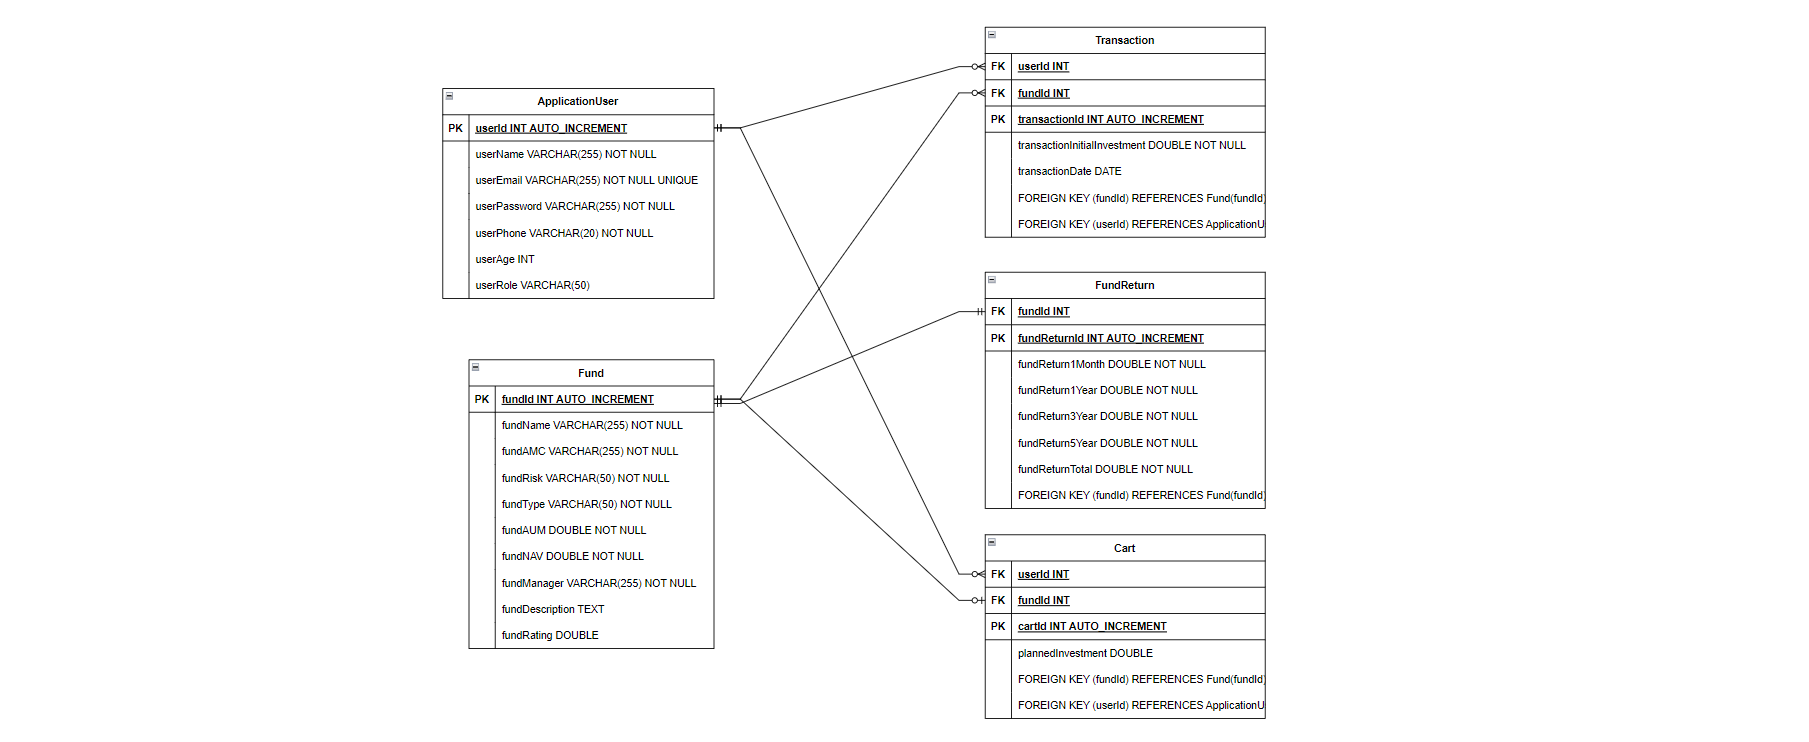 ApplicationUser
PK userId INT AUTO_INCREMENT
userName VARCHAR(255) NOT NULL
userEmail VARCHAR(255) NOT NULL UNIQUE
userPassword VARCHAR(255) NOT NULL
userPhone VARCHAR(20) NOT NULL
userAge INT
userRole VARCHAR(50)
Fund
PK fundId INT AUTO_INCREMENT
fundName VARCHAR(255) NOT NULL
fundAMC VARCHAR(255) NOT NULL
fundRisk VARCHAR(50) NOT NULL
fundType VARCHAR(50) NOT NULL
fundAUM DOUBLE NOT NULL
fundNAV DOUBLE NOT NULL
fundManager VARCHAR(255) NOT NULL
fundDescription TEXT
fundRating DOUBLE
Transaction
FK userId INT
FK fundId INT
PK transactionId INT AUTO_INCREMENT
transactionInitialInvestment DOUBLE NOT NULL
transactionDate DATE
FOREIGN KEY (fundId) REFERENCES Fund(fundId)
FOREIGN KEY (userId) REFERENCES ApplicationU
FundReturn
FK fundId INT
PK fundReturnId INT AUTO_INCREMENT
fundReturn1Month DOUBLE NOT NULL
fundReturn1Year DOUBLE NOT NULL
fundReturn3Year DOUBLE NOT NULL
fundReturn5Year DOUBLE NOT NULL
fundReturnTotal DOUBLE NOT NULL
FOREIGN KEY (fundId) REFERENCES Fund(fundId)
Cart
FK userId INT
FK fundId INT
PK cartId INT AUTO_INCREMENT
plannedInvestment DOUBLE
FOREIGN KEY (fundId) REFERENCES Fund(fundId)
FOREIGN KEY (userId) REFERENCES ApplicationU